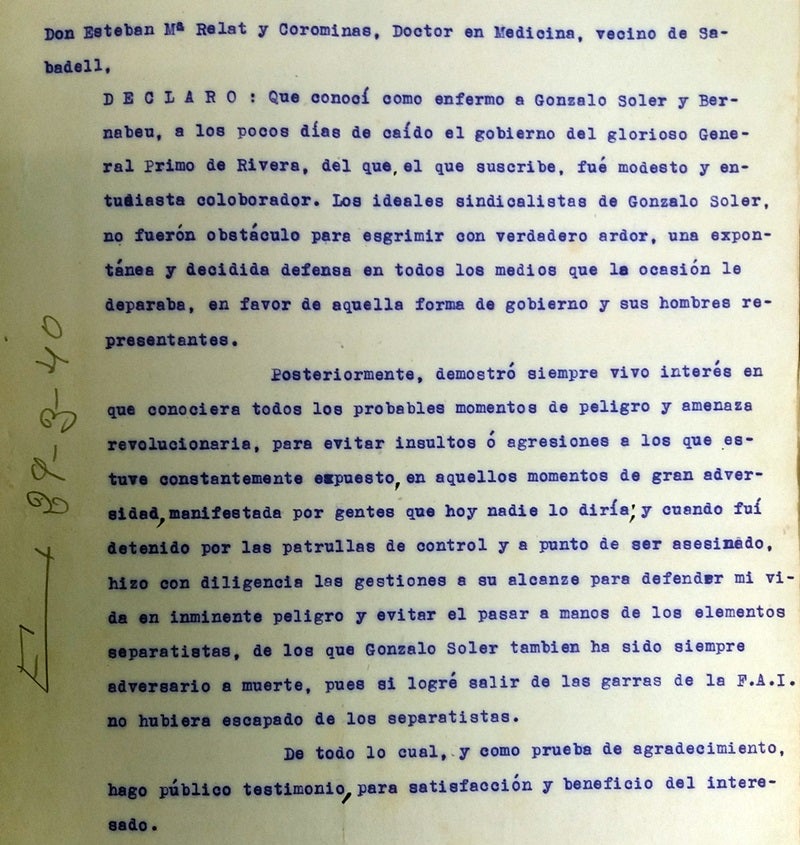 Don Esteban Mª Relat y Corominas, Doctor en Medicina, vecino de Sa-
badell,
D E C L A R O : Que conocí como enfermo a Gonzalo Soler y Ber-
nabeu, a los pocos días de caído el gobierno del glorioso Gene-
ral Primo de Rivera, del que, el que suscribe, fué modesto y en-
tudiasta coloborador. Los ideales sindicalistas de Gonzalo Soler,
no fuerón obstáculo para esgrimir con verdadero ardor, una expon-
tánea y decidida defensa en todos los medios que la ocasión le
deparaba, en favor de aquella forma de gobierno y sus hombres re-
presentantes.
Posteriormente, demostró siempre vivo interés en
que conociera todos los probables momentos de peligro y amenaza
revolucionaria, para evitar insultos ó agresiones a los que es-
tuve constantemente expuesto, en aquellos momentos de gran adver-
sidad, manifestada por gentes que hoy nadie lo diría; y cuando fuí
detenido por las patrullas de control y a punto de ser asesinado,
hizo con diligencia las gestiones a su alcanze para defender mi vi-
da en inminente peligro y evitar el pasar a manos de los elementos
separatistas, de los que Gonzalo Soler tambien ha sido siempre
adversario a muerte, pues si logré salir de las garras de la F.A.I.
no hubiera escapado de los separatistas.
De todo lo cual, y como prueba de agradecimiento,
hago público testimonio, para satisfacción y beneficio del intere-
sado.
29-3-40